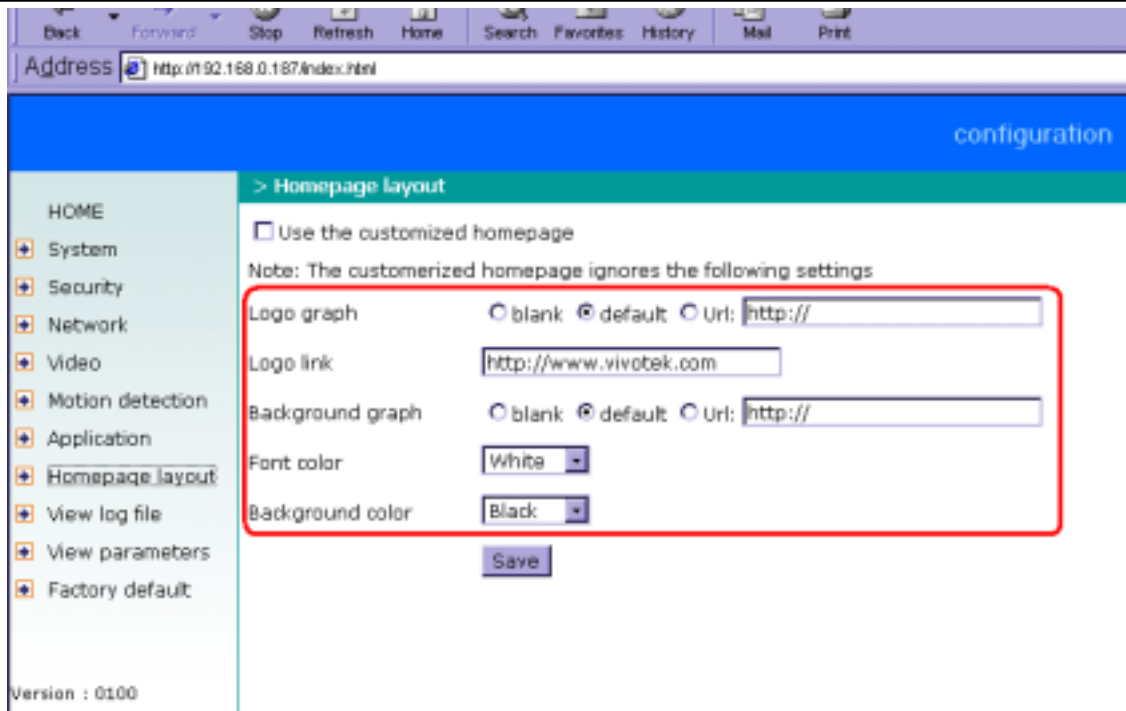 Back Forward Stop Refresh Home Search Favorites History Mail Print
Address http://192.168.0.187/index.html
configuration
HOME
System
Security
Network
Video
Motion detection
Application
Homepage layout
View log file
View parameters
Factory default
Version : 0100
> Homepage layout
Use the customized homepage
Note: The customerized homepage ignores the following settings
Logo graph blank default Url: http://
Logo link http://www.vivotek.com
Background graph blank default Url: http://
Font color White
Background color Black
Save